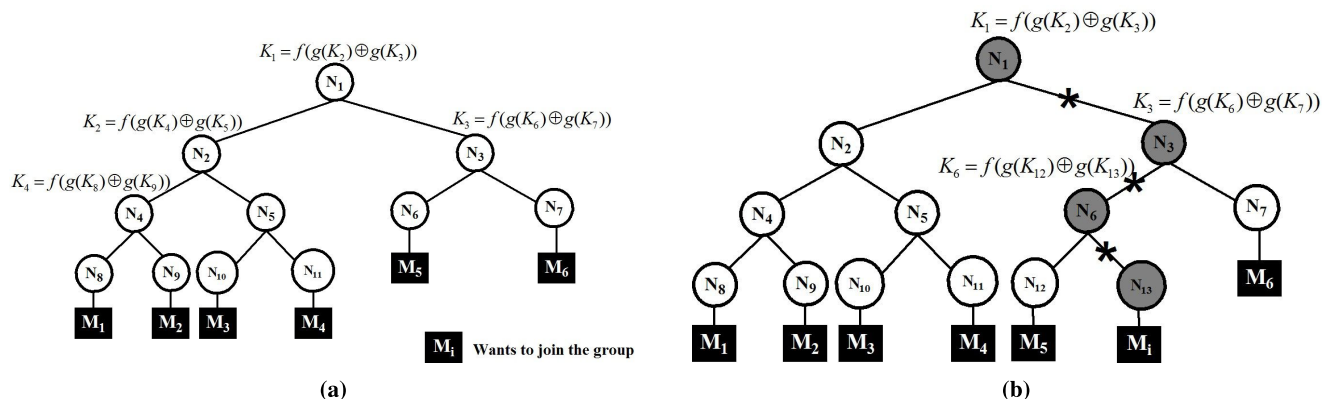 K₁ = f(g(K₂)⊕g(K₃))
N₁
K₂ = f(g(K₄)⊕g(K₅))
K₃ = f(g(K₆)⊕g(K₇))
N₂
N₃
K₄ = f(g(K₈)⊕g(K₉))
N₄
N₅
N₆
N₇
N₈
N₉
N₁₀
N₁₁
M₅
M₆
M₁
M₂
M₃
M₄
Mᵢ Wants to join the group
(a)
K₁ = f(g(K₂)⊕g(K₃))
N₁
*
K₃ = f(g(K₆)⊕g(K₇))
N₂
N₃
K₆ = f(g(K₁₂)⊕g(K₁₃))
*
N₄
N₅
N₆
N₇
*
N₈
N₉
N₁₀
N₁₁
N₁₂
N₁₃
M₆
M₁
M₂
M₃
M₄
M₅
Mᵢ
(b)